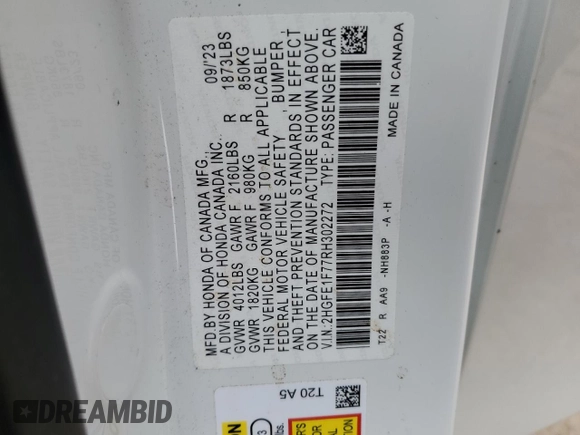 MFD.BY HONDA OF CANADA MFG., 09/'23
A DIVISION OF HONDA CANADA INC.
GVWR 4012LBS GAWR F 2160LBS R 1873LBS
GVWR 1820KG GAWR F 980KG R 850KG
THIS VEHICLE CONFORMS TO ALL APPLICABLE
FEDERAL MOTOR VEHICLE SAFETY , BUMPER ,
AND THEFT PREVENTION STANDARDS IN EFFECT
ON THE DATE OF MANUFACTURE SHOWN ABOVE.
V.I.N.:2HGFE1F77RH302272 TYPE: PASSENGER CAR
T22 R AA9 -NH883P -A -H MADE IN CANADA
T20 A5
DREAMBID